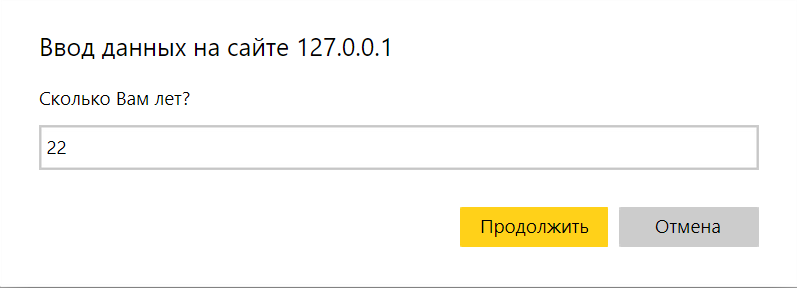 Ввод данных на сайте 127.0.0.1
Сколько Вам лет?
22
Продолжить Отмена